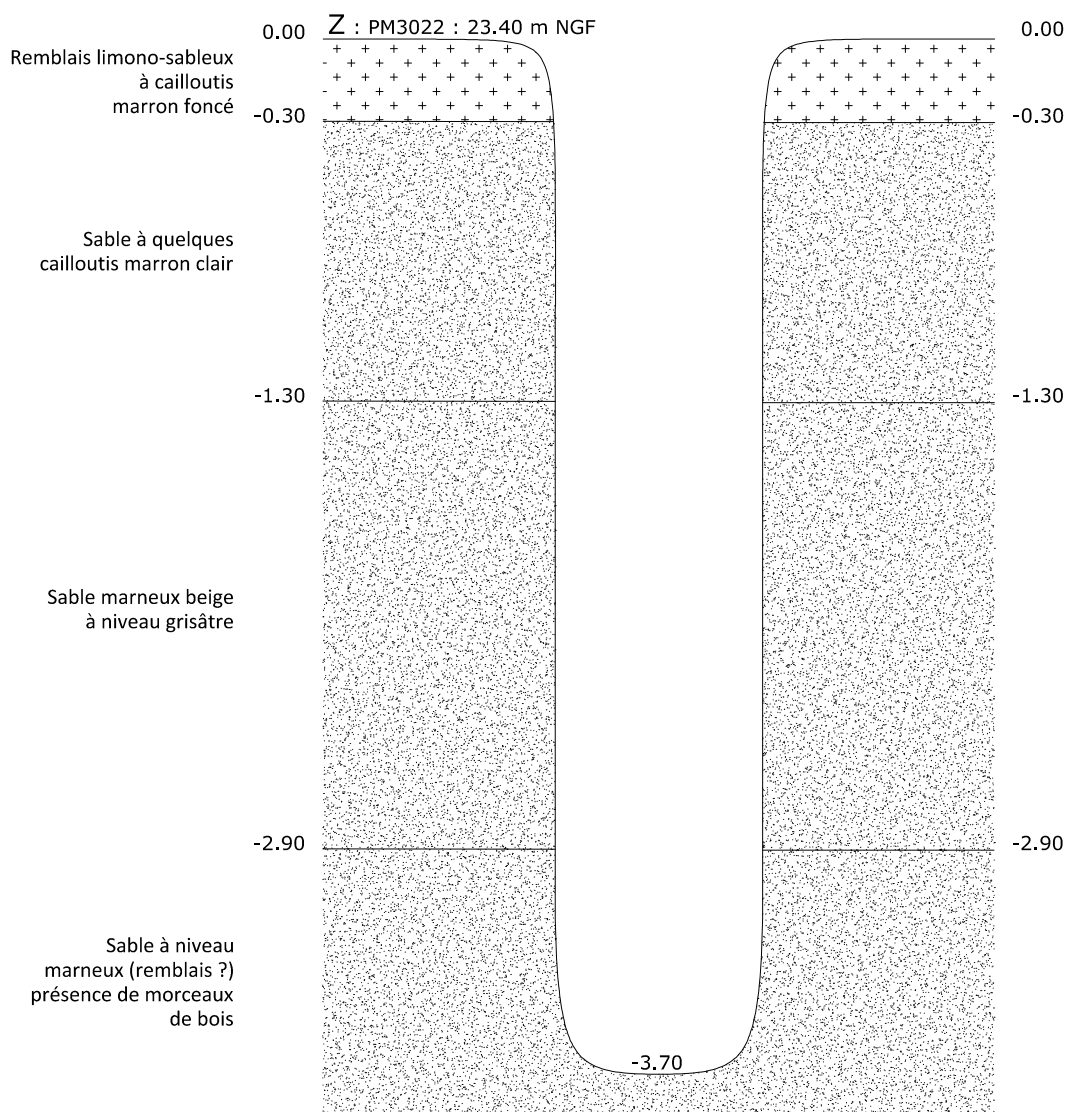 Z : PM3022 : 23.40 m NGF
0.00
0.00
Remblais limono-sableux
à cailloutis
marron foncé
-0.30
-0.30
Sable à quelques
cailloutis marron clair
-1.30
-1.30
Sable marneux beige
à niveau grisâtre
-2.90
-2.90
Sable à niveau
marneux (remblais ?)
présence de morceaux
de bois
-3.70